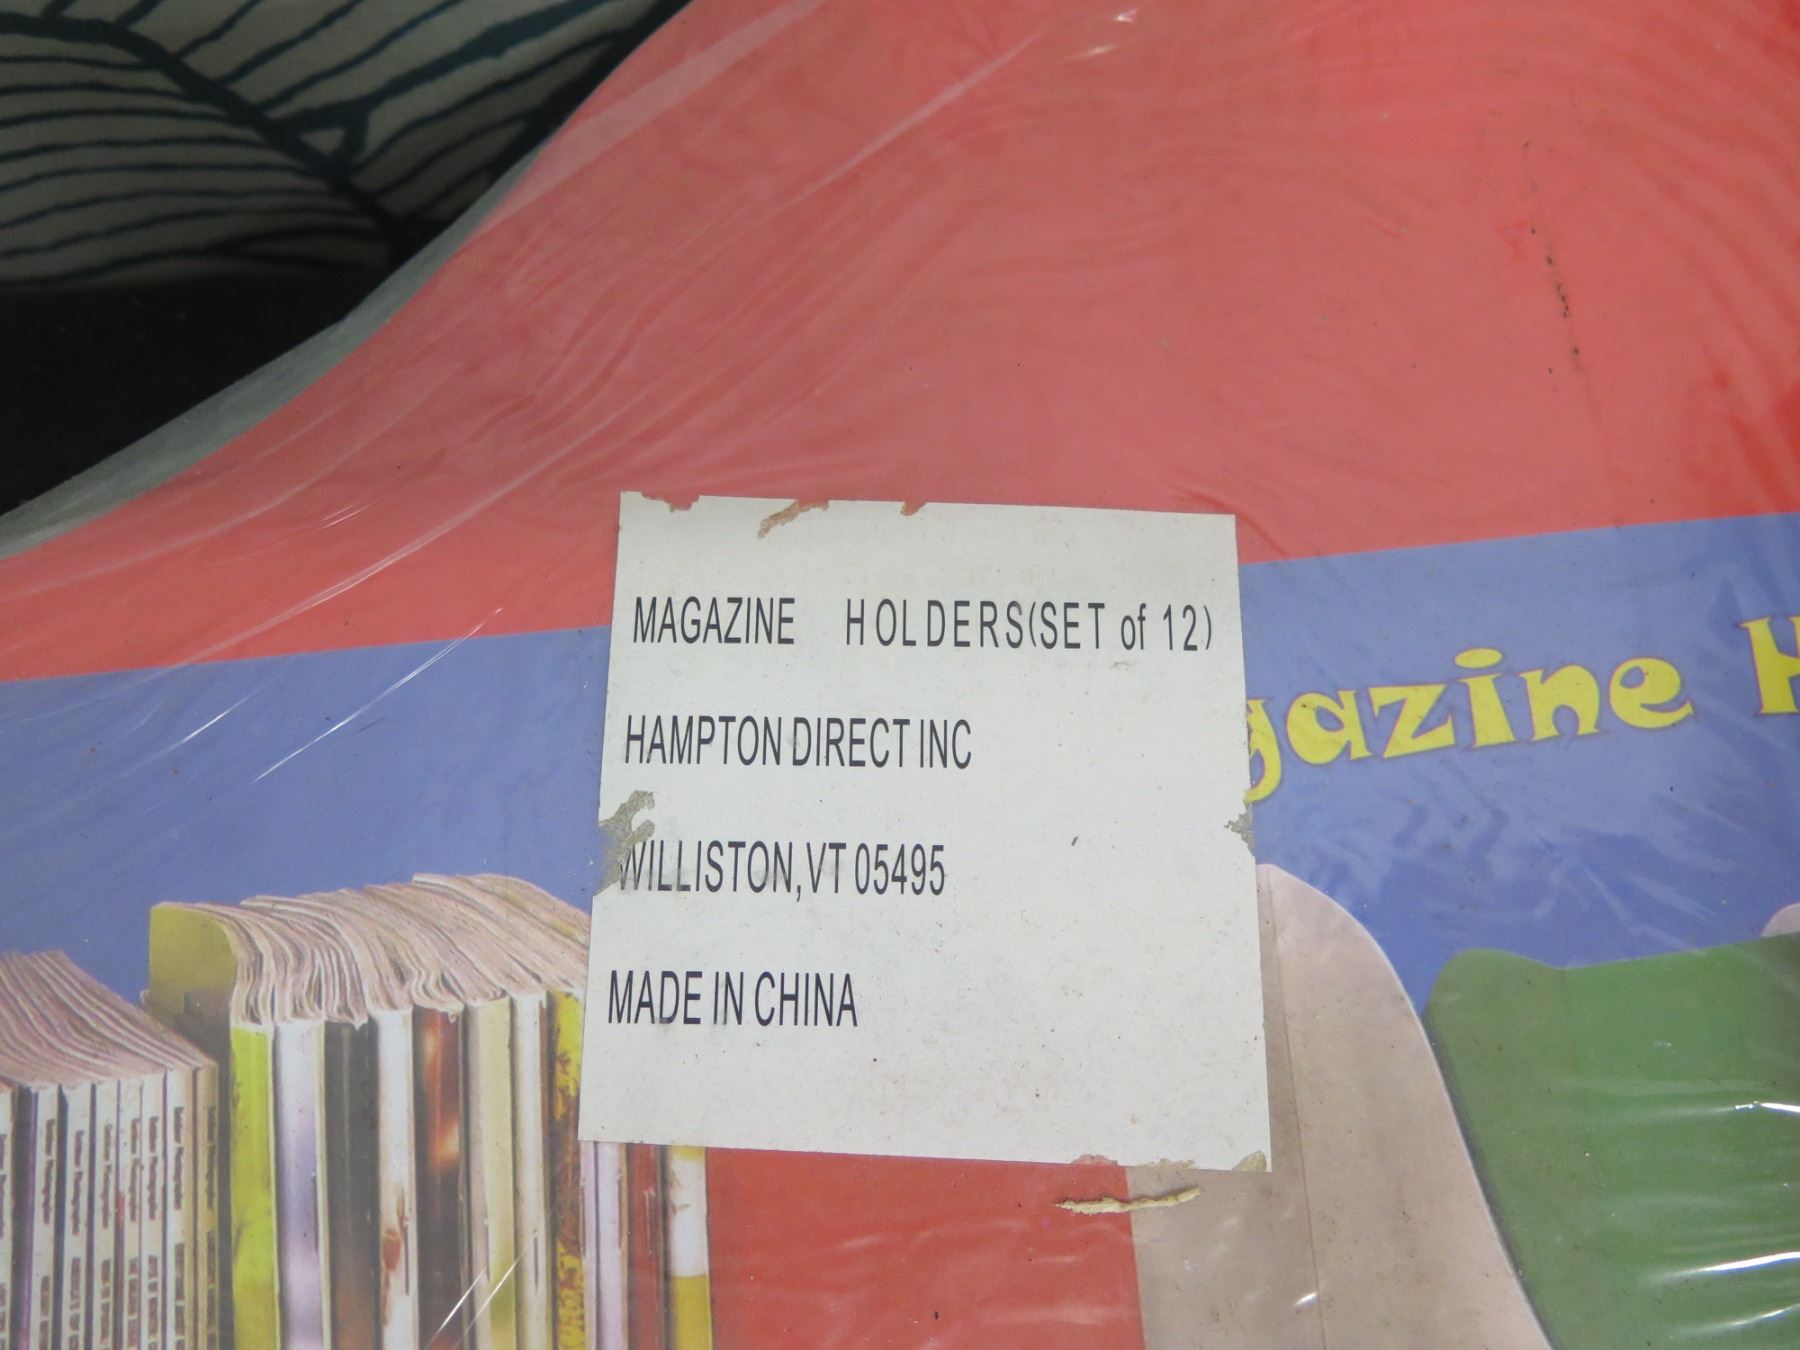 MAGAZINE HOLDERS(SET of 12)
HAMPTON DIRECT INC
WILLISTON,VT 05495
MADE IN CHINA
gazine H